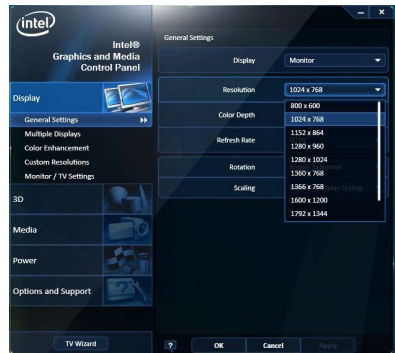 intel
Intel®
Graphics and Media
Control Panel
Display
General Settings
Multiple Displays
Color Enhancement
Custom Resolutions
Monitor / TV Settings
3D
Media
Power
Options and Support
TV Wizard
General Settings
Display Monitor
Resolution 1024 x 768
800 x 600
1024 x 768
1152 x 864
1280 x 960
1280 x 1024
1360 x 768
1366 x 768
1600 x 1200
1792 x 1344
Color Depth
Refresh Rate
Rotation
Scaling
? OK Cancel Apply